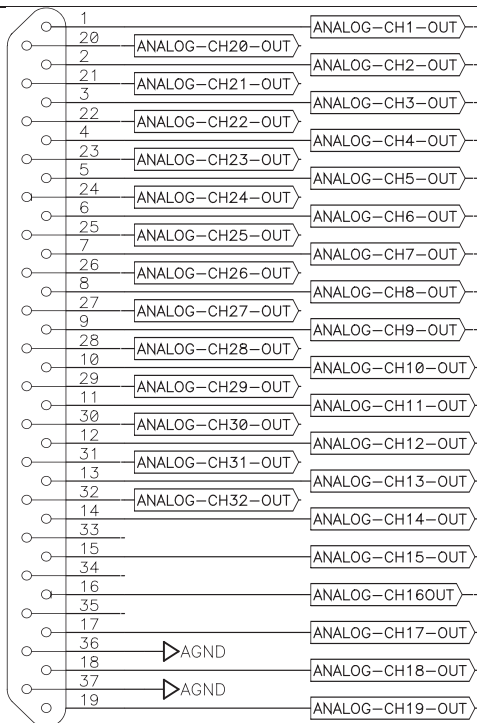 1 ANALOG-CH1-OUT
20 ANALOG-CH20-OUT
2 ANALOG-CH2-OUT
21 ANALOG-CH21-OUT
3 ANALOG-CH3-OUT
22 ANALOG-CH22-OUT
4 ANALOG-CH4-OUT
23 ANALOG-CH23-OUT
5 ANALOG-CH5-OUT
24 ANALOG-CH24-OUT
6 ANALOG-CH6-OUT
25 ANALOG-CH25-OUT
7 ANALOG-CH7-OUT
26 ANALOG-CH26-OUT
8 ANALOG-CH8-OUT
27 ANALOG-CH27-OUT
9 ANALOG-CH9-OUT
28 ANALOG-CH28-OUT
10 ANALOG-CH10-OUT
29 ANALOG-CH29-OUT
11 ANALOG-CH11-OUT
30 ANALOG-CH30-OUT
12 ANALOG-CH12-OUT
31 ANALOG-CH31-OUT
13 ANALOG-CH13-OUT
32 ANALOG-CH32-OUT
14 ANALOG-CH14-OUT
33
15 ANALOG-CH15-OUT
34
16 ANALOG-CH16OUT
35
17 ANALOG-CH17-OUT
36 AGND
18 ANALOG-CH18-OUT
37 AGND
19 ANALOG-CH19-OUT